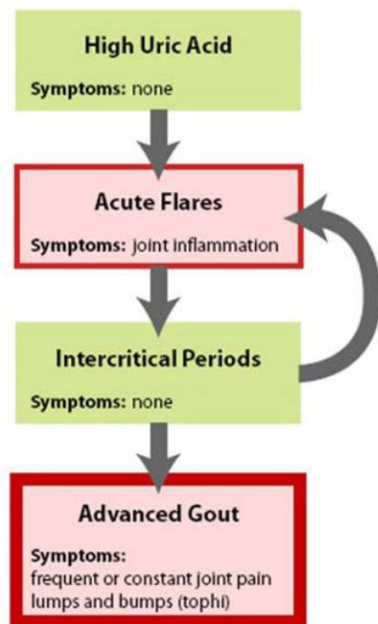 High Uric Acid
Symptoms: none
Acute Flares
Symptoms: joint inflammation
Intercritical Periods
Symptoms: none
Advanced Gout
Symptoms:
frequent or constant joint pain
lumps and bumps (tophi)